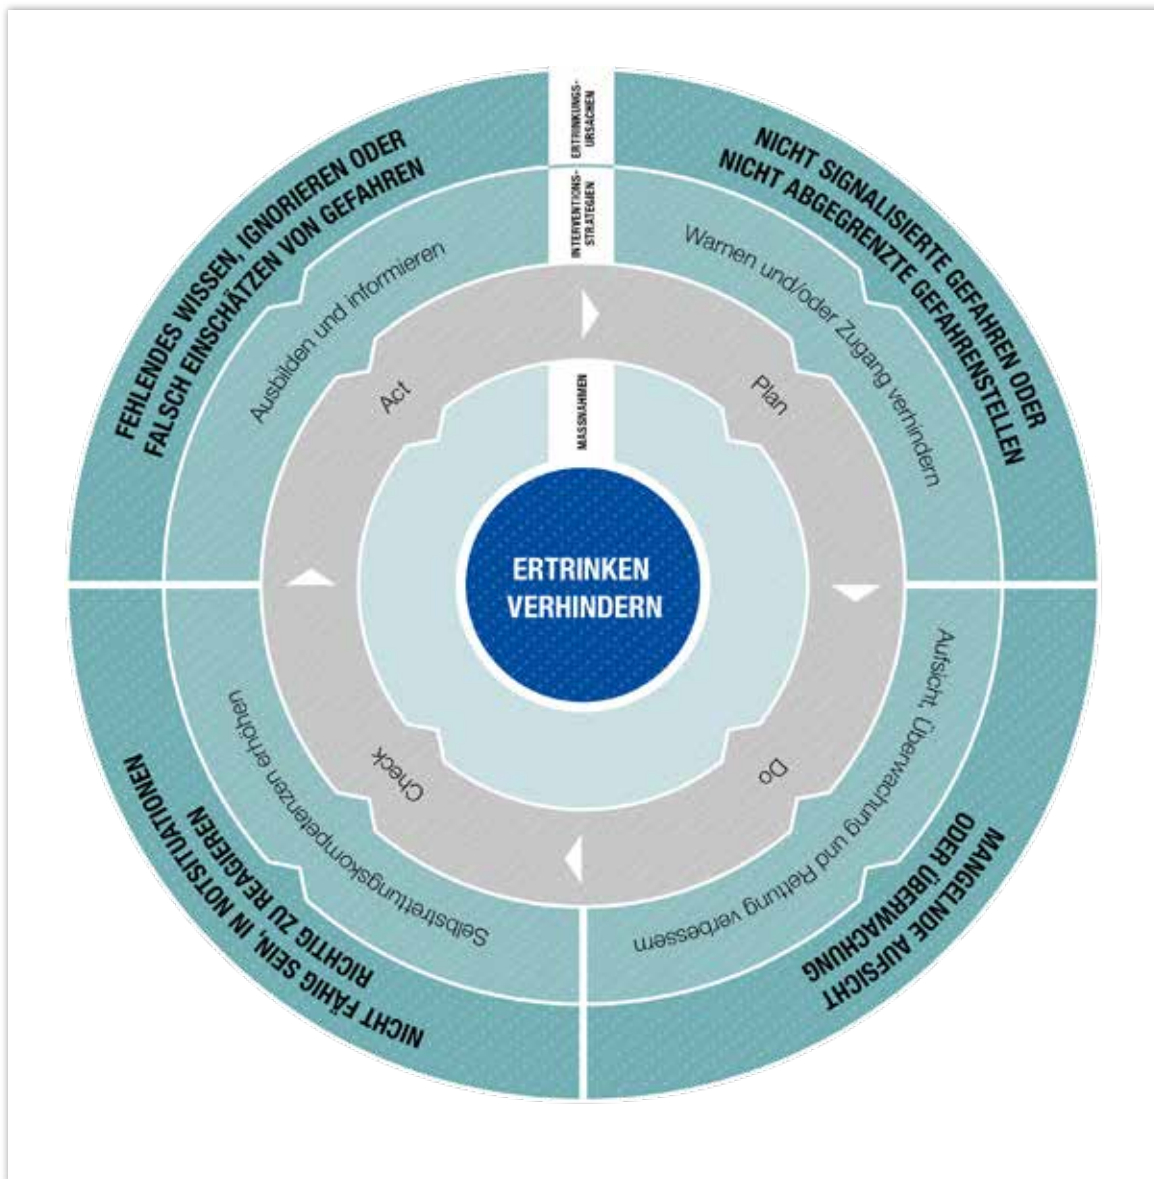 ERTRINKUNGS-
URSACHEN
INTERVENTIONS-
STRATEGIEN
MASSNAHMEN
FEHLENDES WISSEN, IGNORIEREN ODER
FALSCH EINSCHÄTZEN VON GEFAHREN
NICHT SIGNALISIERTE GEFAHREN ODER
NICHT ABGEGRENZTE GEFAHRENSTELLEN
Ausbilden und informieren
Warnen und/oder Zugang verhindern
Act
Plan
ERTRINKEN
VERHINDERN
Check
Do
Selbstrettungskompetenzen erhöhen
Aufsicht, Überwachung und Rettung verbessern
NICHT FÄHIG SEIN, IN NOTSITUATIONEN
RICHTIG ZU REAGIEREN
MANGELNDE AUFSICHT
ODER ÜBERWACHUNG